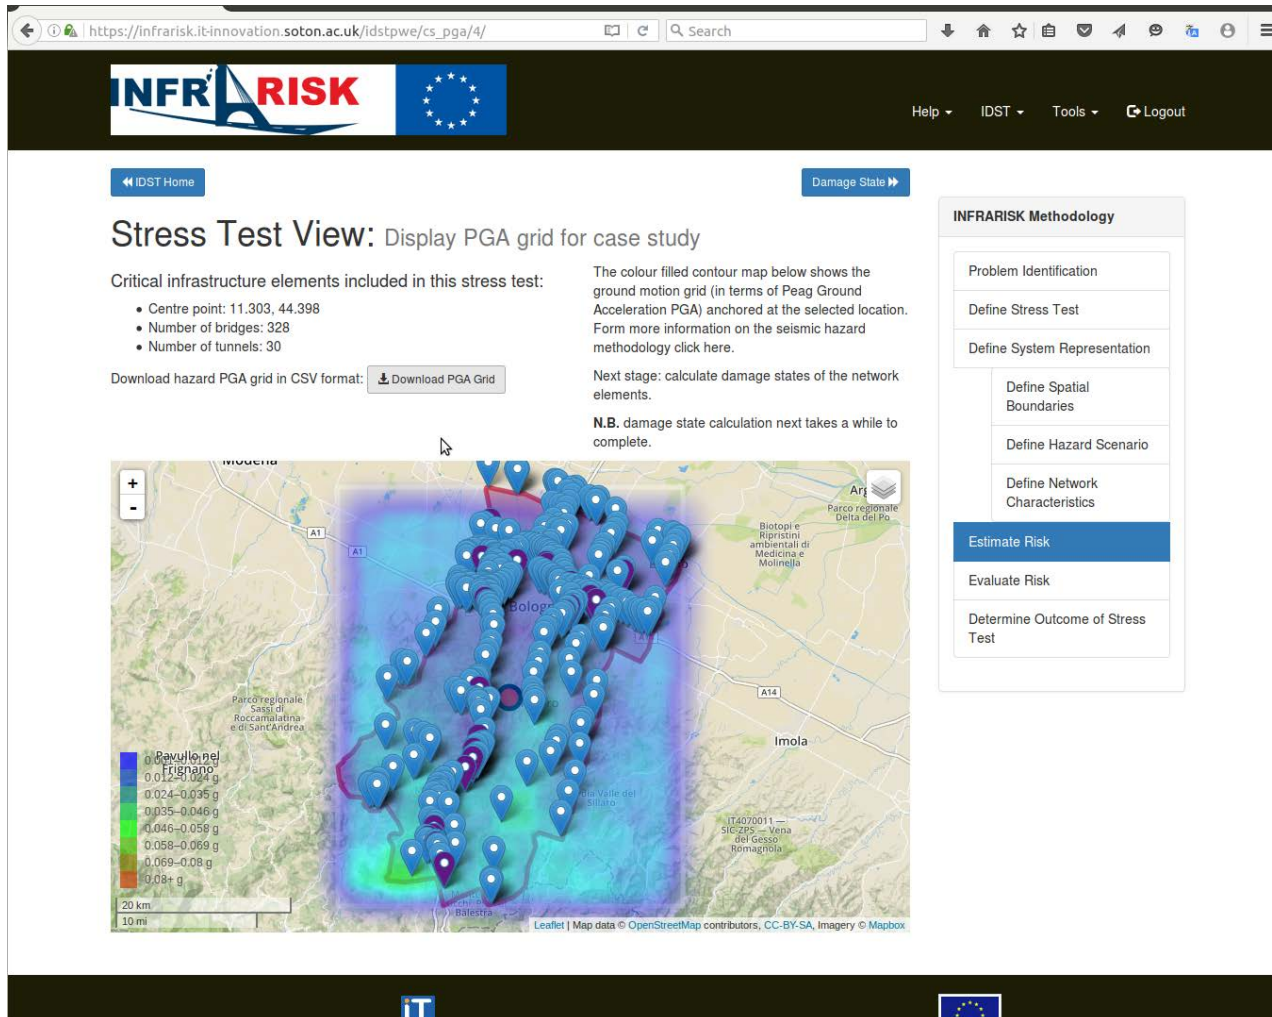 https://infrarisk.it-innovation.soton.ac.uk/idstpwe/cs_pga/4/
Search
INFRARISK
Help
IDST
Tools
Logout
IDST Home
Damage State
Stress Test View: Display PGA grid for case study
Critical infrastructure elements included in this stress test:
• Centre point: 11.303, 44.398
• Number of bridges: 328
• Number of tunnels: 30
Download hazard PGA grid in CSV format: Download PGA Grid
The colour filled contour map below shows the
ground motion grid (in terms of Peag Ground
Acceleration PGA) anchored at the selected location.
Form more information on the seismic hazard
methodology click here.
Next stage: calculate damage states of the network
elements.
N.B. damage state calculation next takes a while to
complete.
INFRARISK Methodology
Problem Identification
Define Stress Test
Define System Representation
Define Spatial
Boundaries
Define Hazard Scenario
Define Network
Characteristics
Estimate Risk
Evaluate Risk
Determine Outcome of Stress
Test
+
-
Modena
A1
A1
Parco regionale
Delta del Po
Biotopi e
Ripristini
ambientali di
Medicina e
Molinella
A14
Imola
Parco regionale
Sassi di
Roccamalatina
e di Sant'Andrea
Pavullo nel
Frignano
IT4070011 —
SIC-ZPS — Vena
del Gesso
Romagnola
0.012–0.024 g
0.024–0.035 g
0.035–0.046 g
0.046–0.058 g
0.058–0.069 g
0.069–0.08 g
0.08+ g
20 km
10 mi
Leaflet | Map data © OpenStreetMap contributors, CC-BY-SA, Imagery © Mapbox
iT